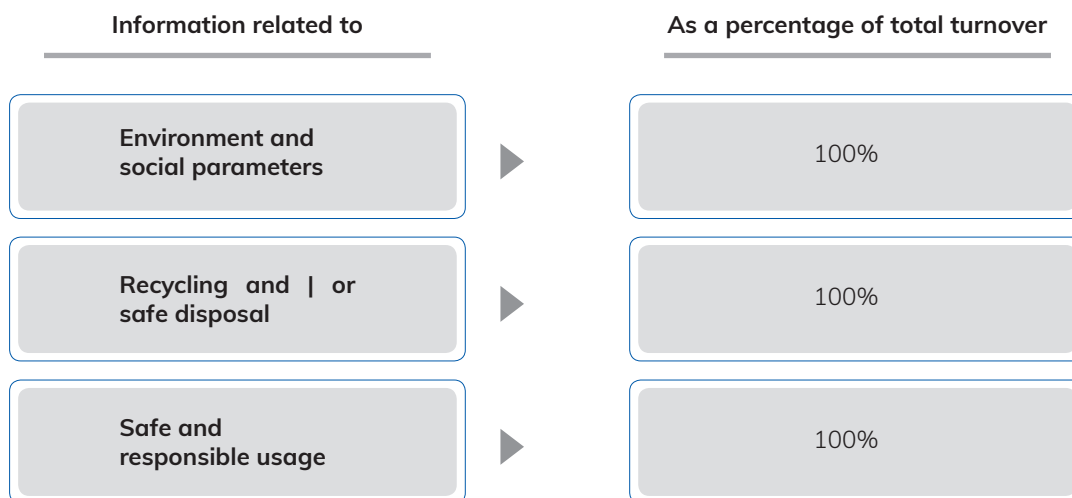 Information related to
As a percentage of total turnover
Environment and
social parameters
100%
Recycling and | or
safe disposal
100%
Safe and
responsible usage
100%